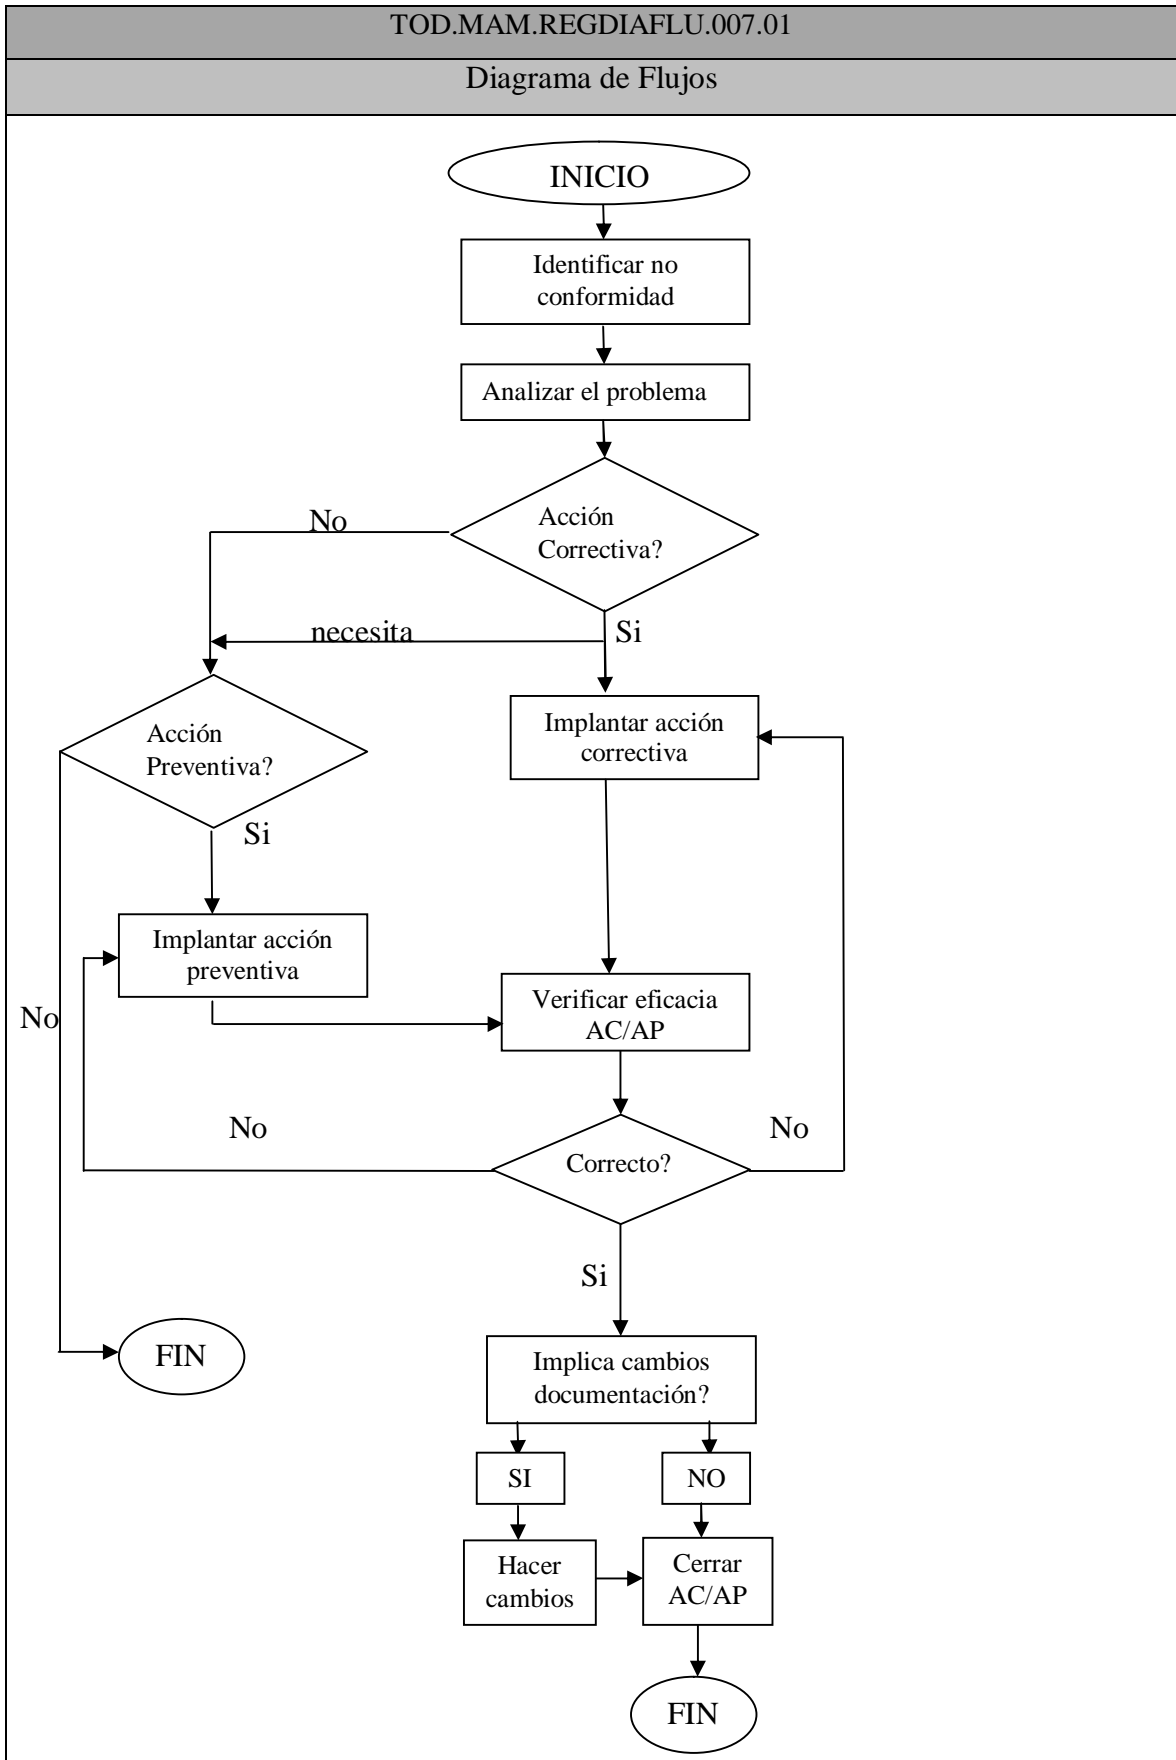 TOD.MAM.REGDIAFLU.007.01
Diagrama de Flujos
INICIO
Identificar no
conformidad
Analizar el problema
Acción
Correctiva?
No
necesita
Si
Acción
Preventiva?
Implantar acción
correctiva
Si
Implantar acción
preventiva
No
Verificar eficacia
AC/AP
No
Correcto?
No
Si
FIN
Implica cambios
documentación?
SI
NO
Hacer
cambios
Cerrar
AC/AP
FIN